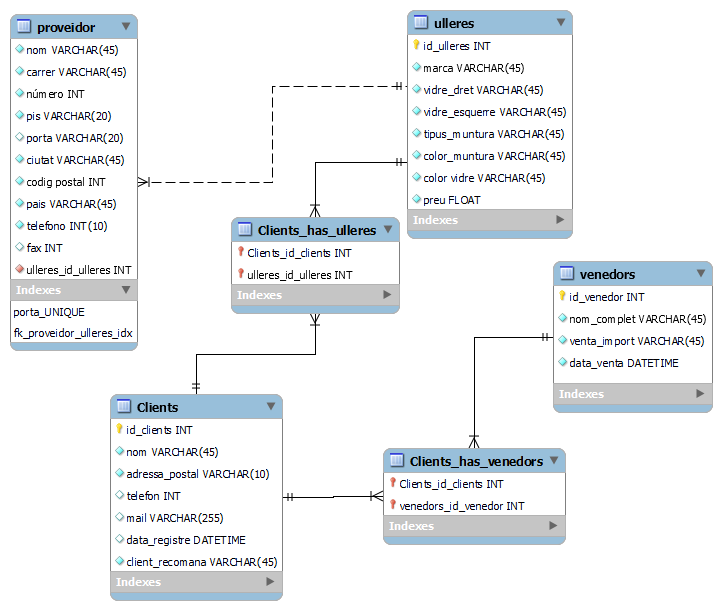 proveidor
nom VARCHAR(45)
carrer VARCHAR(45)
número INT
pis VARCHAR(20)
porta VARCHAR(20)
ciutat VARCHAR(45)
codig postal INT
pais VARCHAR(45)
telefono INT(10)
fax INT
ulleres_id_ulleres INT
Indexes
porta_UNIQUE
fk_proveidor_ulleres_idx
ulleres
id_ulleres INT
marca VARCHAR(45)
vidre_dret VARCHAR(45)
vidre_esquerre VARCHAR(45)
tipus_muntura VARCHAR(45)
color_muntura VARCHAR(45)
color vidre VARCHAR(45)
preu FLOAT
Indexes
Clients_has_ulleres
Clients_id_clients INT
ulleres_id_ulleres INT
Indexes
venedors
id_venedor INT
nom_complet VARCHAR(45)
venta_import VARCHAR(45)
data_venta DATETIME
Indexes
Clients
id_clients INT
nom VARCHAR(45)
adressa_postal VARCHAR(10)
telefon INT
mail VARCHAR(255)
data_registre DATETIME
client_recomana VARCHAR(45)
Indexes
Clients_has_venedors
Clients_id_clients INT
venedors_id_venedor INT
Indexes